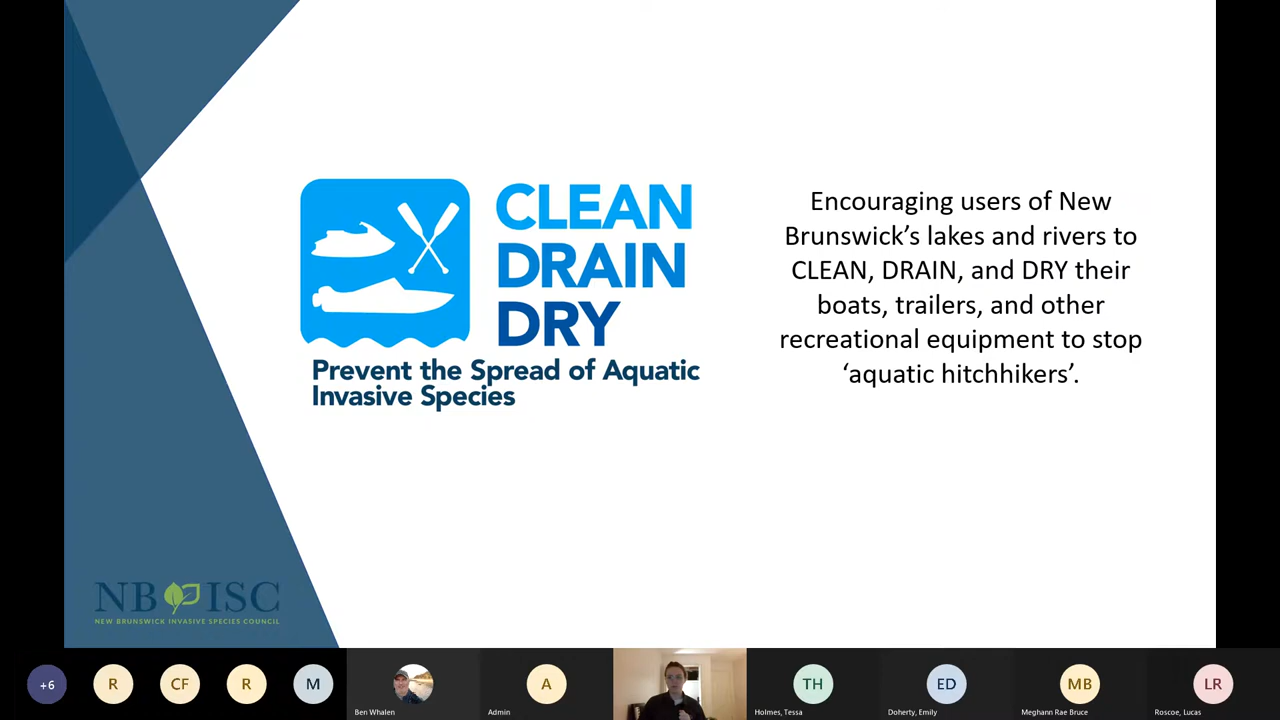 CLEAN
DRAIN
DRY
Prevent the Spread of Aquatic
Invasive Species
Encouraging users of New
Brunswick’s lakes and rivers to
CLEAN, DRAIN, and DRY their
boats, trailers, and other
recreational equipment to stop
‘aquatic hitchhikers’.
NB ISC
NEW BRUNSWICK INVASIVE SPECIES COUNCIL
+6
R
CF
R
M
Ben Whalen
A
Admin
TH
Holmes, Tessa
ED
Doherty, Emily
MB
Meghann Rae Bruce
LR
Roscoe, Lucas